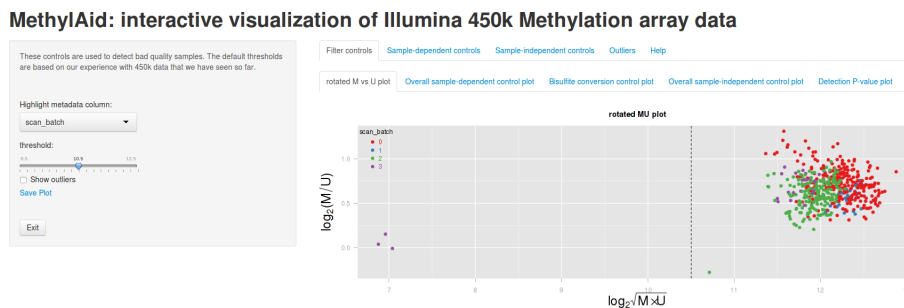 MethylAid: interactive visualization of Illumina 450k Methylation array data
These controls are used to detect bad quality samples. The default thresholds
are based on our experience with 450k data that we have seen so far.
Highlight metadata column:
scan_batch
threshold:
8.5 10.5 12.5
Show outliers
Save Plot
Exit
Filter controls Sample-dependent controls Sample-independent controls Outliers Help
rotated M vs U plot Overall sample-dependent control plot Bisulfite conversion control plot Overall sample-independent control plot Detection P-value plot
rotated MU plot
scan_batch
0
1
2
3
log₂(M/U)
1.0
0.5
0.0
7 8 9 10 11 12
log₂√M×U